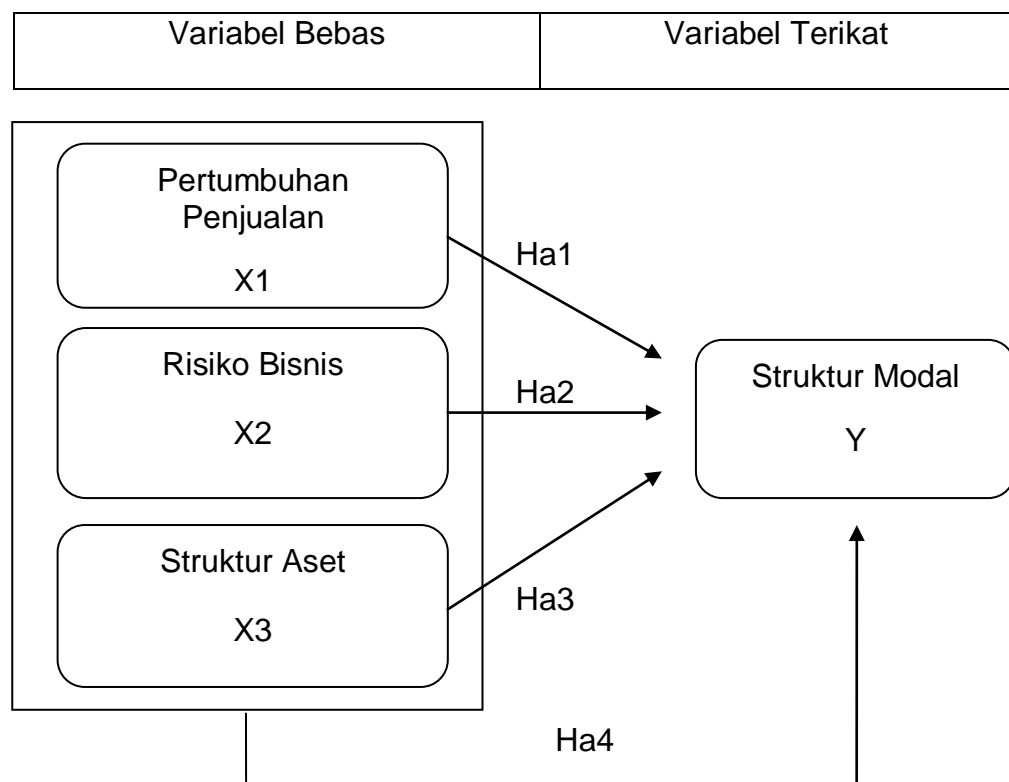 Variabel Bebas
Variabel Terikat
Pertumbuhan
Penjualan
X1
Ha1
Risiko Bisnis
X2
Ha2
Struktur Modal
Y
Struktur Aset
X3
Ha3
Ha4